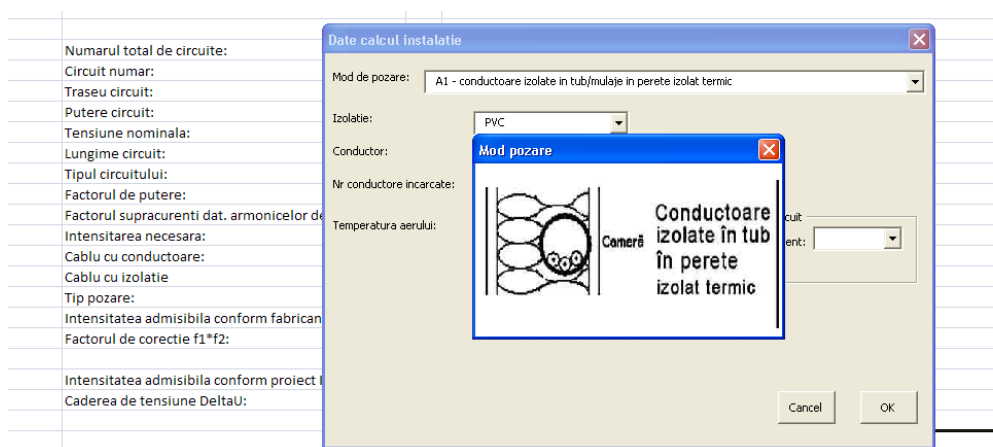 Numarul total de circuite:
Circuit numar:
Traseu circuit:
Putere circuit:
Tensiune nominala:
Lungime circuit:
Tipul circuitului:
Factorul de putere:
Factorul supracurenti dat. armonicelor de
Intensitarea necesara:
Cablu cu conductoare:
Cablu cu izolatie
Tip pozare:
Intensitatea admisibila conform fabrican
Factorul de corectie f1*f2:
Intensitatea admisibila conform proiect
Caderea de tensiune DeltaU:
Date calcul instalatie
Mod de pozare:
A1 - conductoare izolate in tub/mulaje in perete izolat termic
Izolatie:
PVC
Conductor:
Nr conductore incarcate:
Temperatura aerului:
Mod pozare
Cameră
Conductoare
izolate în tub
în perete
izolat termic
cuit
ent:
Cancel
OK